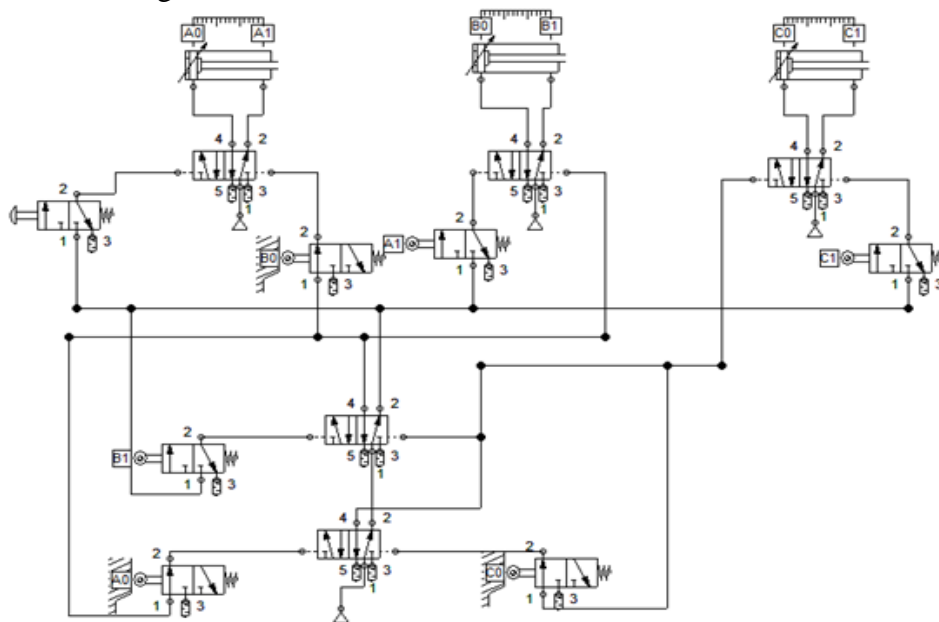 A0 A1 B0 B1 C0 C1
4 2 4 2 4 2
5 3 5 3 5 3
1 1 1
2 2 2 2
B0 A1 C1
1 3 1 3 1 3 1 3
4 2
2
B1
5 3
1 3 1
4 2
2 2
A0 C0
5 3
1 3 1 1 3